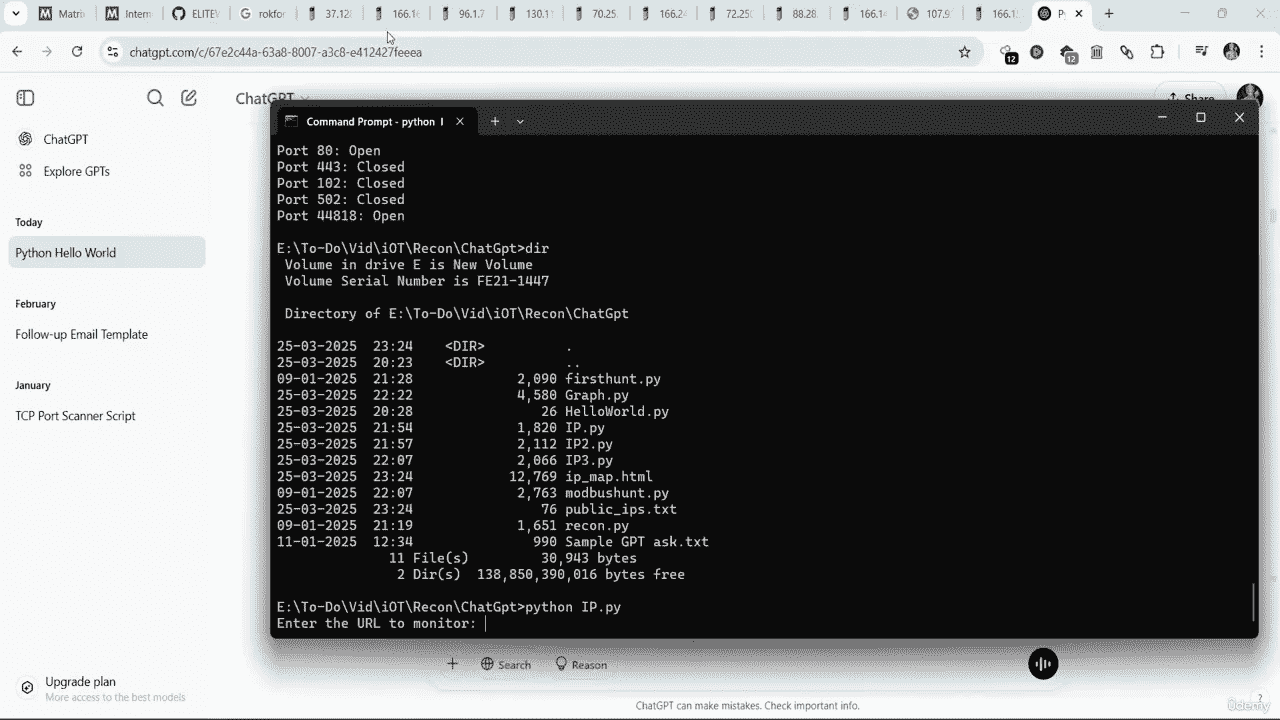 Matri
Intern
ELITEV
rokfor
37.18
166.16
96.1.7
130.11
70.25.
166.24
72.250
88.28.
166.14
107.9
166.1
P
chatgpt.com/c/67e2c44a-63a8-8007-a3c8-e412427feeea
12
12
ChatGPT
Share
ChatGPT
Explore GPTs
Today
Python Hello World
February
Follow-up Email Template
January
TCP Port Scanner Script
Upgrade plan
More access to the best models
Command Prompt - python I
Port 80: Open
Port 443: Closed
Port 102: Closed
Port 502: Closed
Port 44818: Open
E:\To-Do\Vid\iOT\Recon\ChatGpt>dir
Volume in drive E is New Volume
Volume Serial Number is FE21-1447
Directory of E:\To-Do\Vid\iOT\Recon\ChatGpt
25-03-2025 23:24 <DIR> .
25-03-2025 20:23 <DIR> ..
09-01-2025 21:28 2,090 firsthunt.py
25-03-2025 22:22 4,580 Graph.py
25-03-2025 20:28 26 HelloWorld.py
25-03-2025 21:54 1,820 IP.py
25-03-2025 21:57 2,112 IP2.py
25-03-2025 22:07 2,066 IP3.py
25-03-2025 23:24 12,769 ip_map.html
09-01-2025 22:07 2,763 modbushunt.py
25-03-2025 23:24 76 public_ips.txt
09-01-2025 21:19 1,651 recon.py
11-01-2025 12:34 990 Sample GPT ask.txt
11 File(s) 30,943 bytes
2 Dir(s) 138,850,390,016 bytes free
E:\To-Do\Vid\iOT\Recon\ChatGpt>python IP.py
Enter the URL to monitor:
Search
Reason
ChatGPT can make mistakes. Check important info.
?